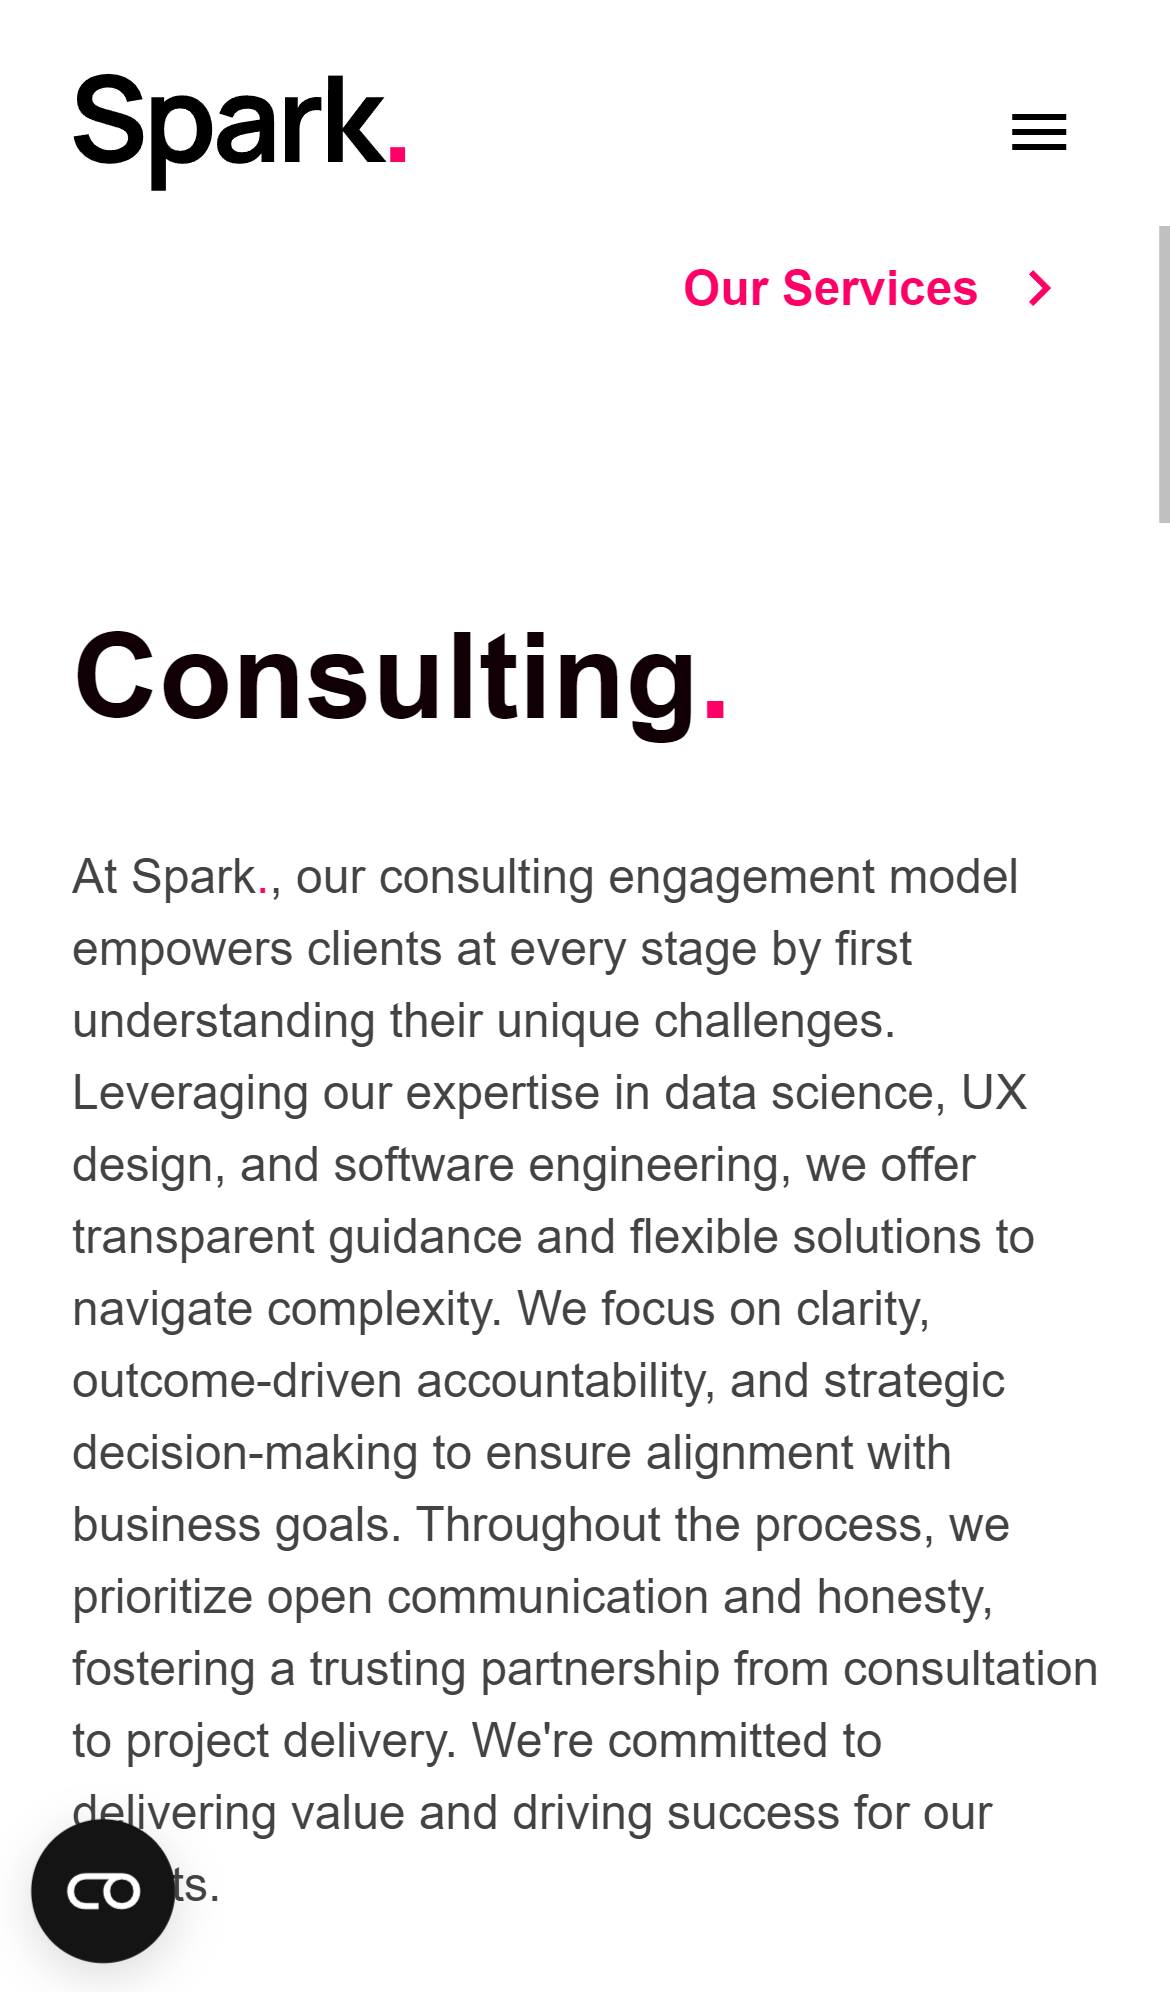 Spark.
Our Services
Consulting.
At Spark., our consulting engagement model
empowers clients at every stage by first
understanding their unique challenges.
Leveraging our expertise in data science, UX
design, and software engineering, we offer
transparent guidance and flexible solutions to
navigate complexity. We focus on clarity,
outcome-driven accountability, and strategic
decision-making to ensure alignment with
business goals. Throughout the process, we
prioritize open communication and honesty,
fostering a trusting partnership from consultation
to project delivery. We're committed to
delivering value and driving success for our